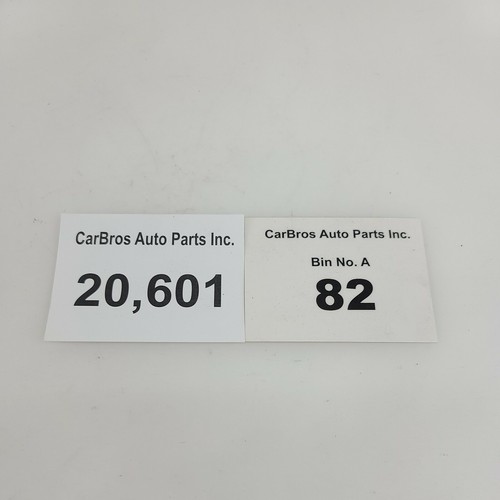 CarBros Auto Parts Inc.
20,601
CarBros Auto Parts Inc.
Bin No. A
82